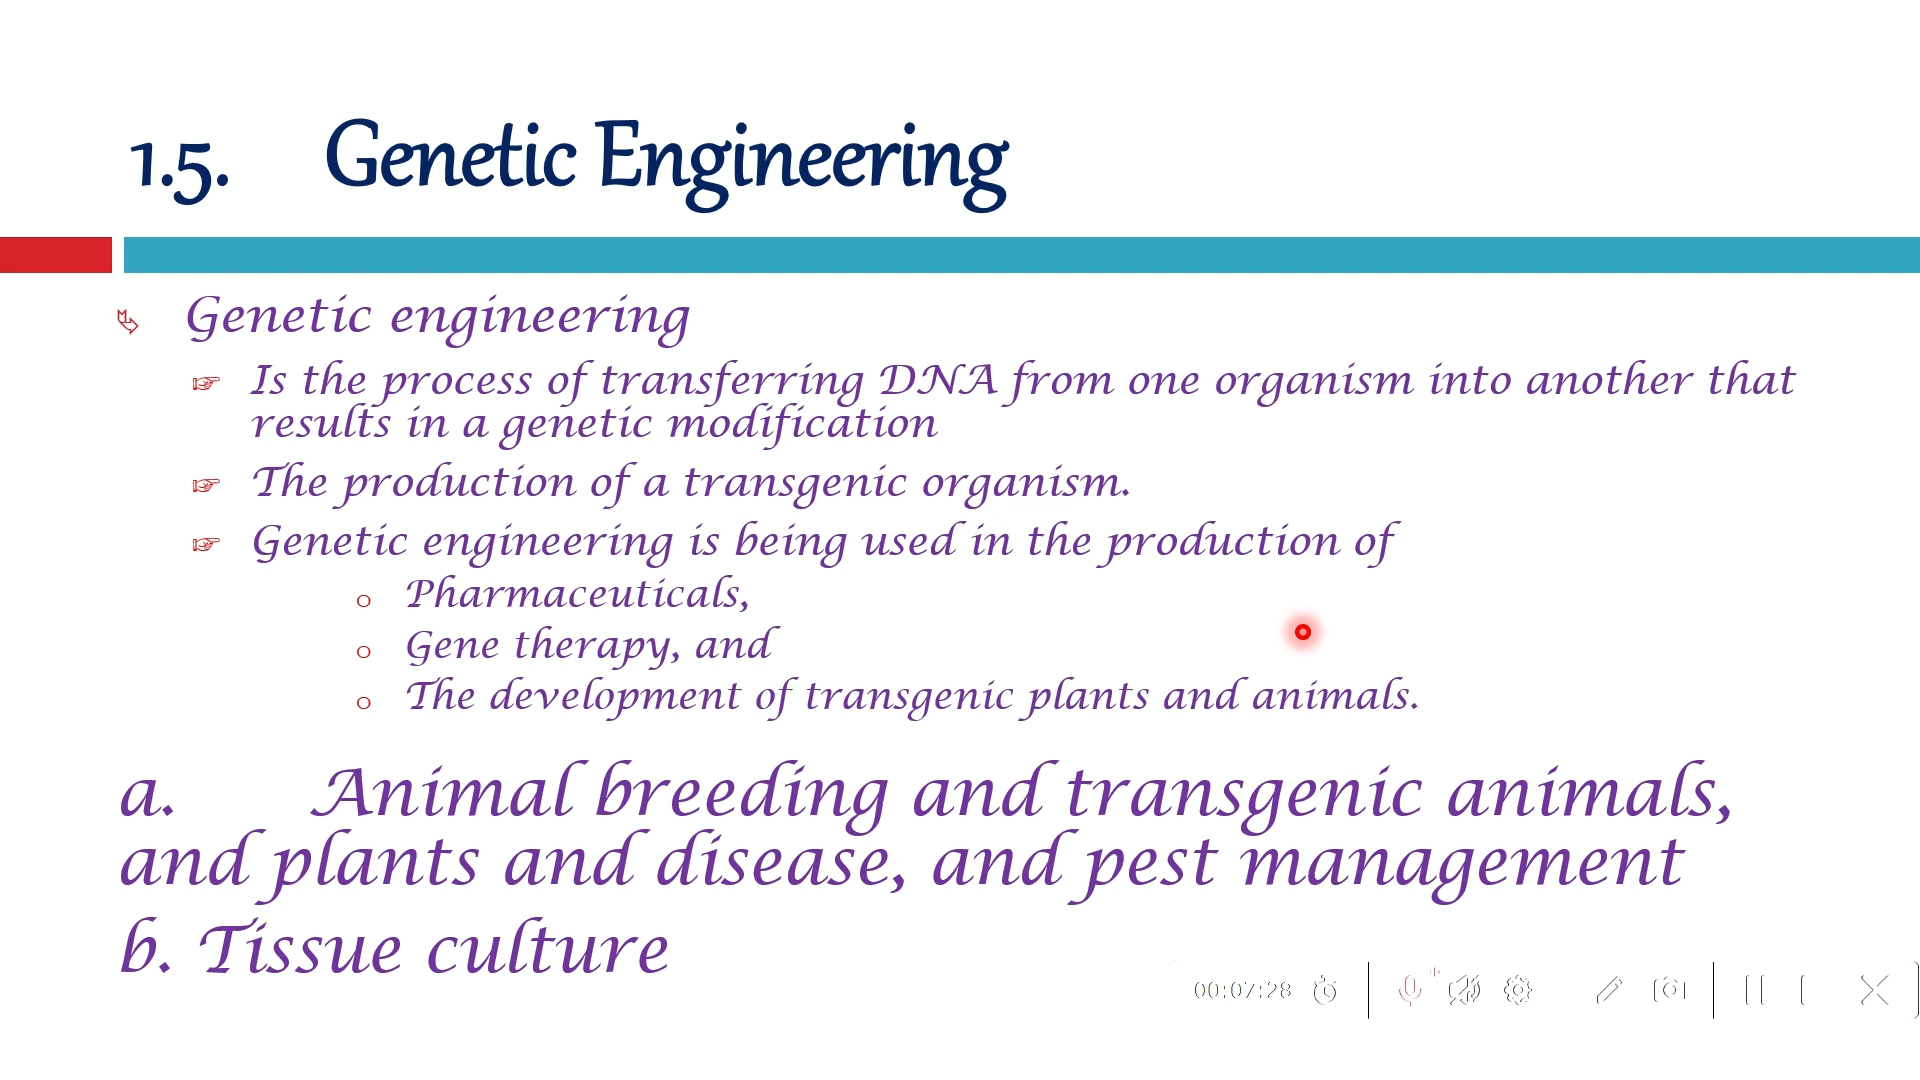 1.5. Genetic Engineering
Genetic engineering
Is the process of transferring DNA from one organism into another that
results in a genetic modification
The production of a transgenic organism.
Genetic engineering is being used in the production of
o Pharmaceuticals,
o Gene therapy, and
o The development of transgenic plants and animals.
a. Animal breeding and transgenic animals,
and plants and disease, and pest management
b. Tissue culture
00:07:28